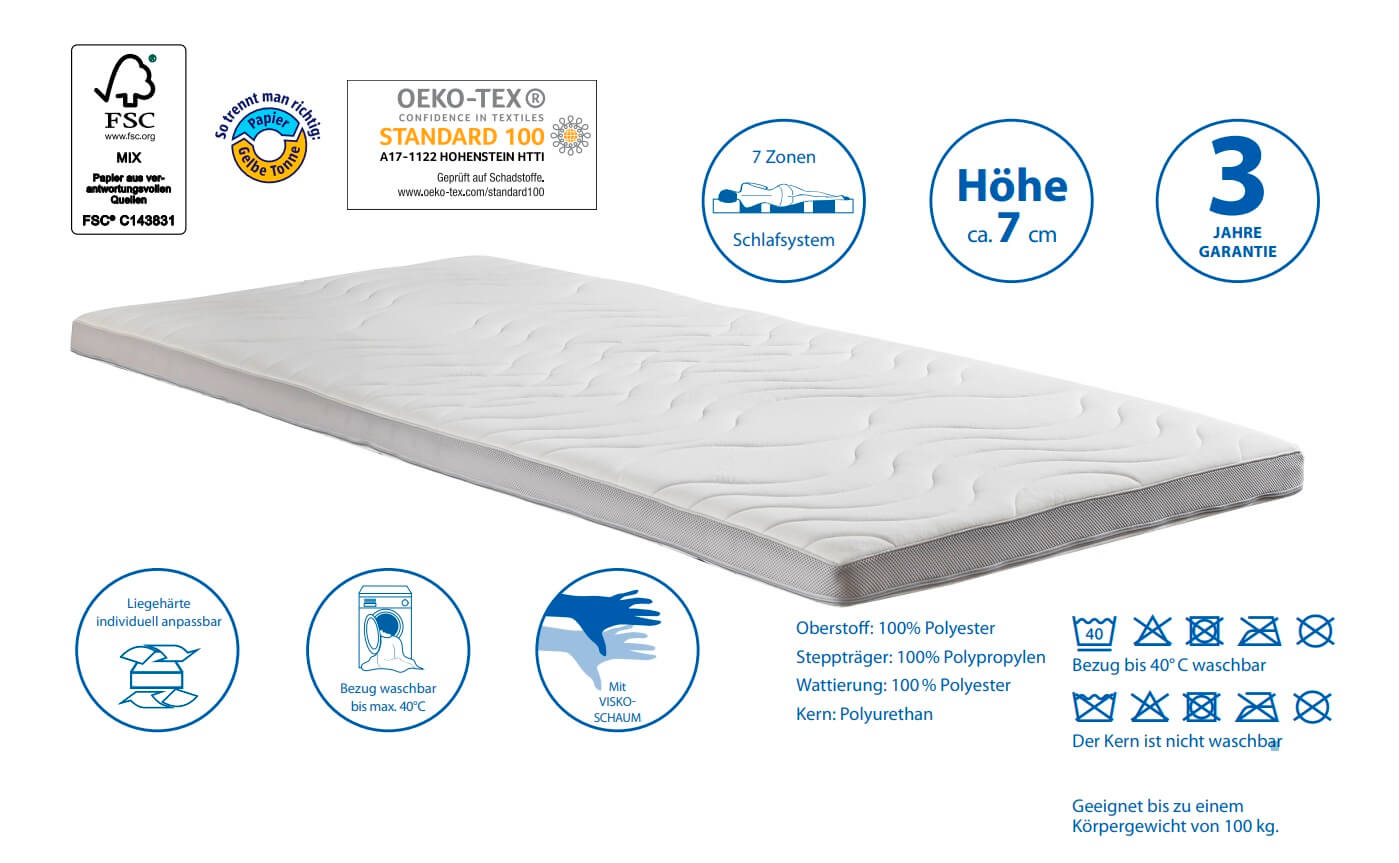 FSC
www.fsc.org
MIX
Papier aus ver-
antwortungsvollen
Quellen
FSC® C143831
So trennt man richtig:
Papier
Gelbe Tonne
OEKO-TEX®
CONFIDENCE IN TEXTILES
STANDARD 100
A17-1122 HOHENSTEIN HTTI
Geprüft auf Schadstoffe.
www.oeko-tex.com/standard100
7 Zonen
Schlafsystem
Höhe
ca. 7 cm
3
JAHRE
GARANTIE
Liegehärte
individuell anpassbar
Bezug waschbar
bis max. 40°C
Mit
VISKO-
SCHAUM
Oberstoff: 100% Polyester
Steppträger: 100% Polypropylen
Wattierung: 100% Polyester
Kern: Polyurethan
40
Bezug bis 40° C waschbar
Der Kern ist nicht waschbar
Geeignet bis zu einem
Körpergewicht von 100 kg.